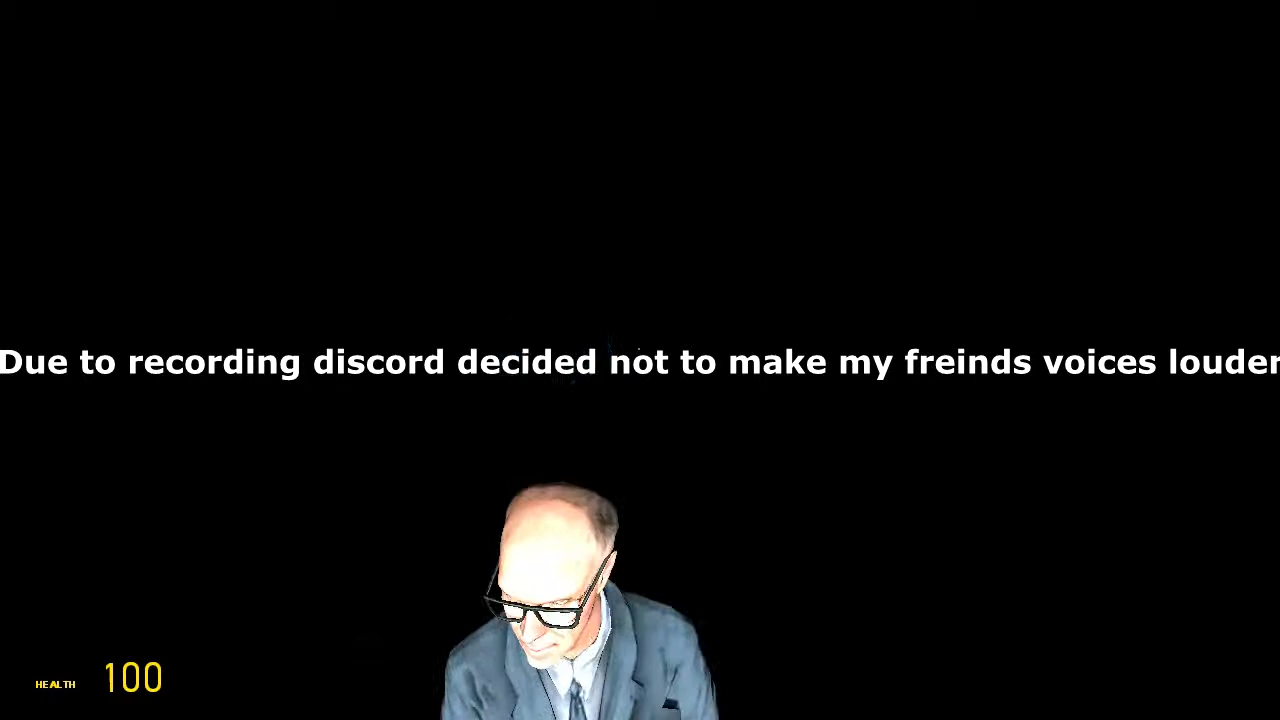 Due to recording discord decided not to make my freinds voices louder
HEALTH 100